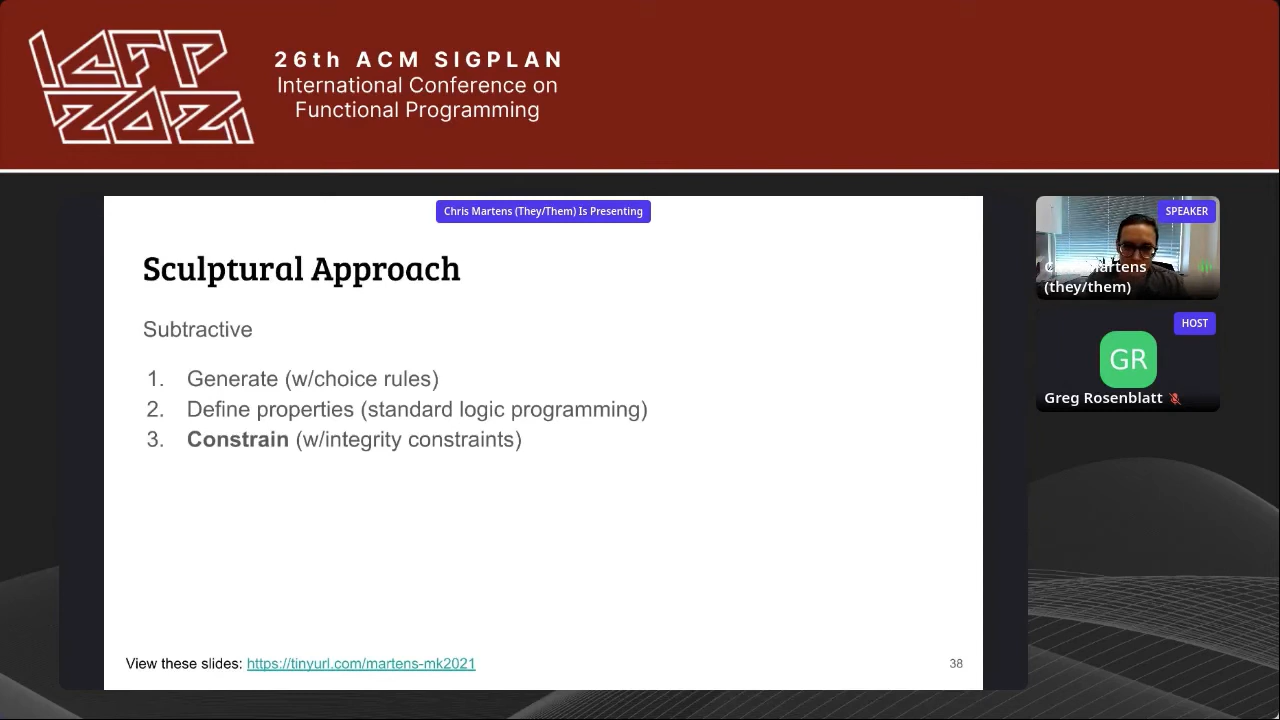 ICFP
2021
26th ACM SIGPLAN
International Conference on
Functional Programming
Chris Martens (They/Them) Is Presenting
Sculptural Approach
Subtractive
1. Generate (w/choice rules)
2. Define properties (standard logic programming)
3. Constrain (w/integrity constraints)
View these slides: https://tinyurl.com/martens-mk2021
38
SPEAKER
Chris Martens
(they/them)
HOST
GR
Greg Rosenblatt